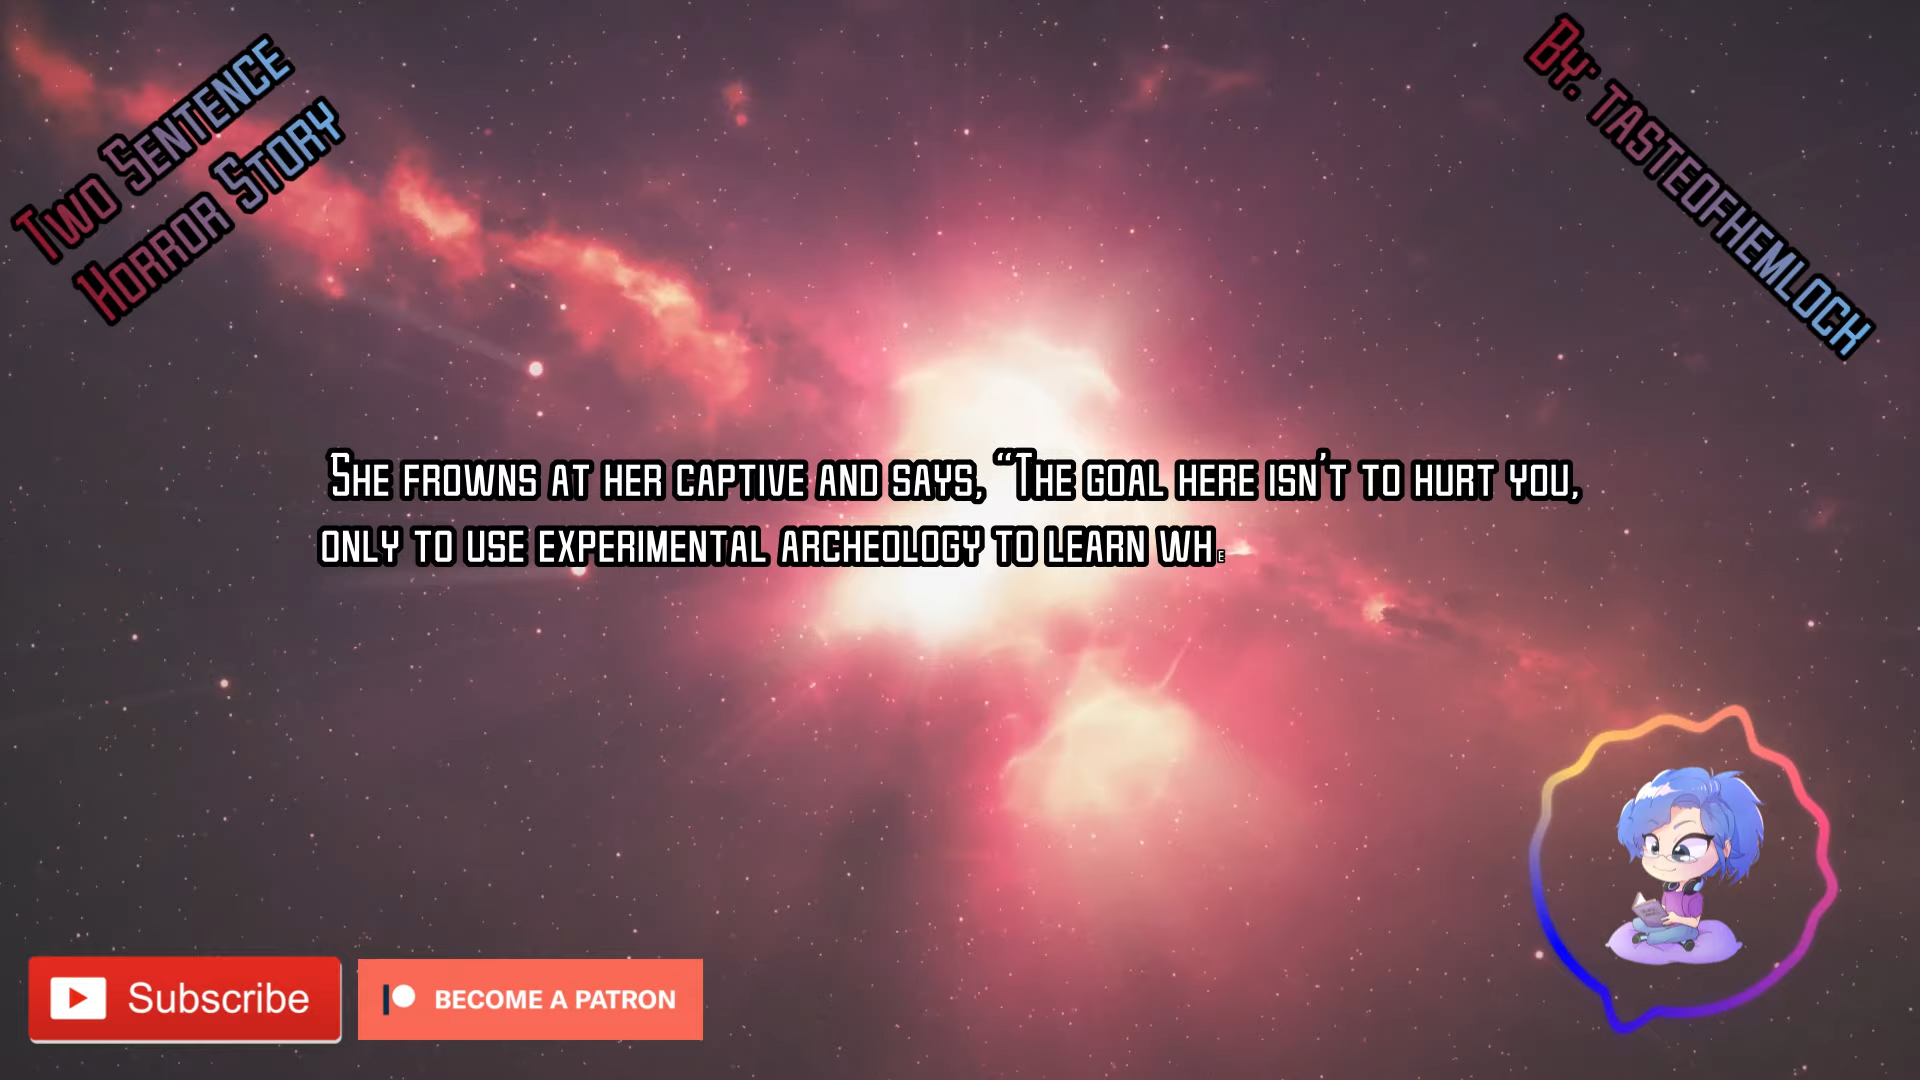 Two Sentence
Horror Story
By: tasteofhemlock
She frowns at her captive and says, “The goal here isn't to hurt you,
only to use experimental archeology to learn whe
Subscribe
BECOME A PATRON